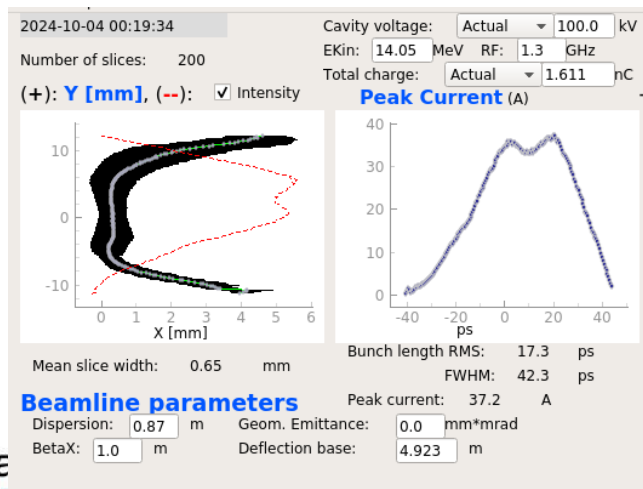 2024-10-04 00:19:34
Cavity voltage: Actual 100.0 kV
EKin: 14.05 MeV RF: 1.3 GHz
Number of slices: 200
Total charge: Actual 1.611 nC
(+): Y [mm], (--): Intensity
Peak Current (A)
10
0
-10
0 1 2 3 4 5 6
X [mm]
40
30
20
10
0
-40 -20 0 20 40
ps
Mean slice width: 0.65 mm
Bunch length RMS: 17.3 ps
FWHM: 42.3 ps
Peak current: 37.2 A
Beamline parameters
Dispersion: 0.87 m Geom. Emittance: 0.0 mm*mrad
BetaX: 1.0 m Deflection base: 4.923 m